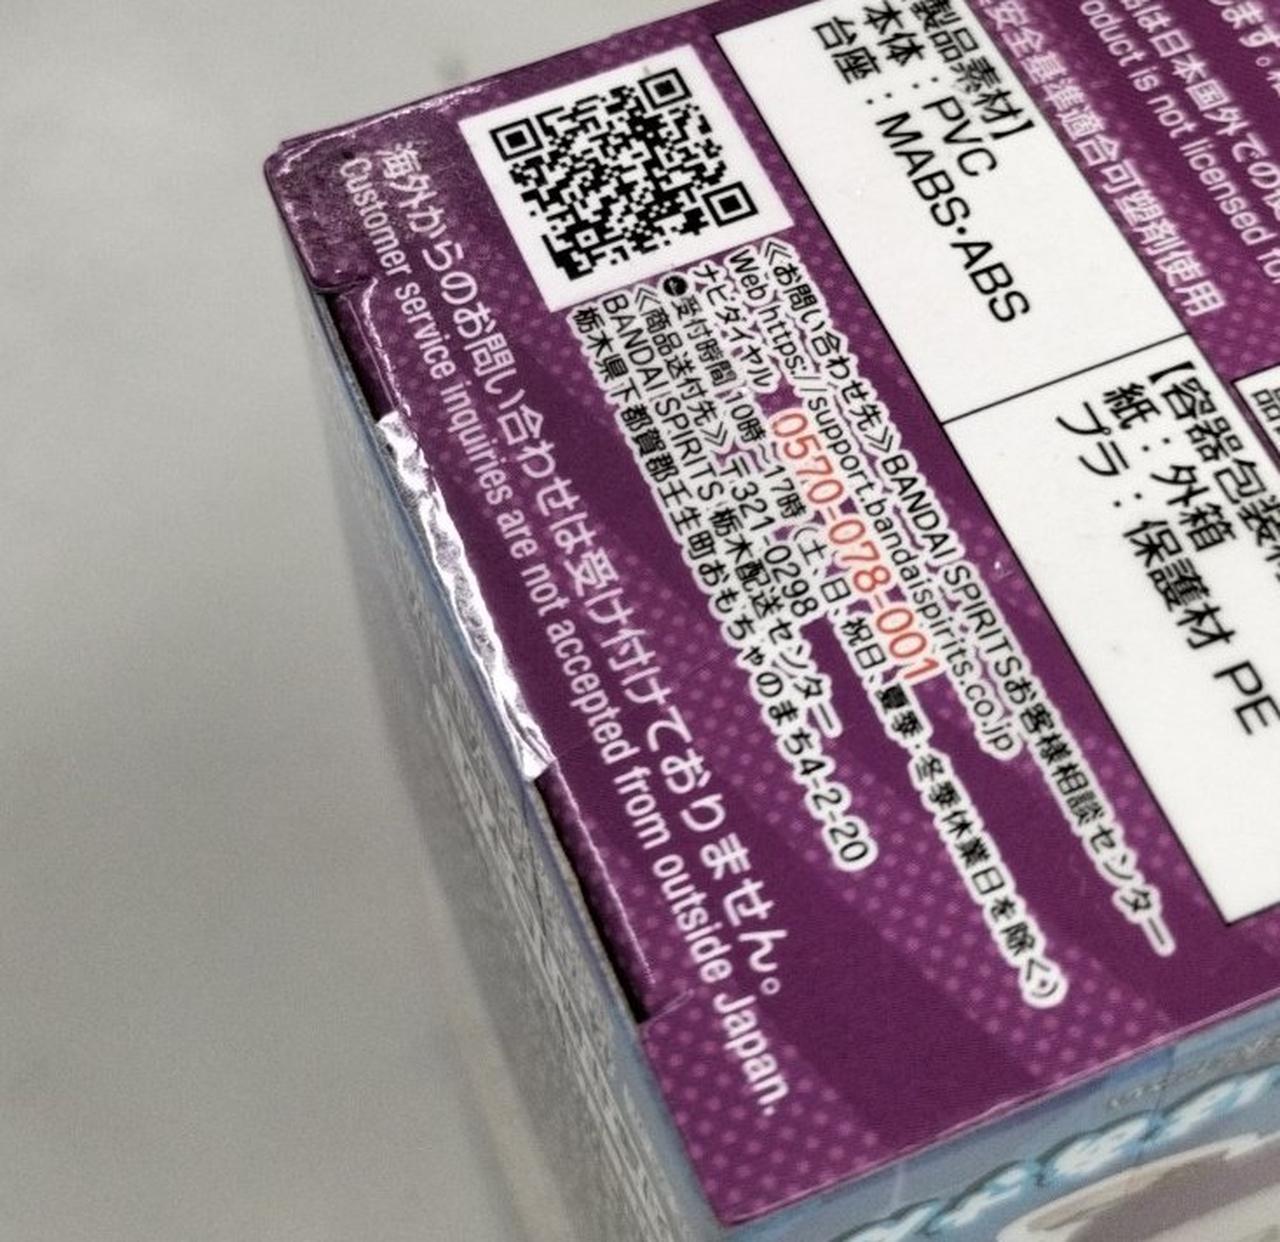 します。
oduct is not licensed fo
品は日本国外での
安全基準適合可塑剤使用
製品素材】
本体：PVC
台座：MABS・ABS
【容器包装
紙：外箱
プラ：保護材 PE
品
《お問い合わせ先》BANDAI SPIRITSお客様相談センター
Web https://support.bandaispirits.co.jp
ナビダイヤル 0570-078-001
受付時間 10時~17時（土、日、祝日、夏季・冬季休業日を除く）
《商品送付先》〒321-0298
BANDAI SPIRITS 栃木配送センター
栃木県下都賀郡壬生町おもちゃのまち4-2-20
海外からのお問い合わせは受け付けておりません。
Customer service inquiries are not accepted from outside Japan.